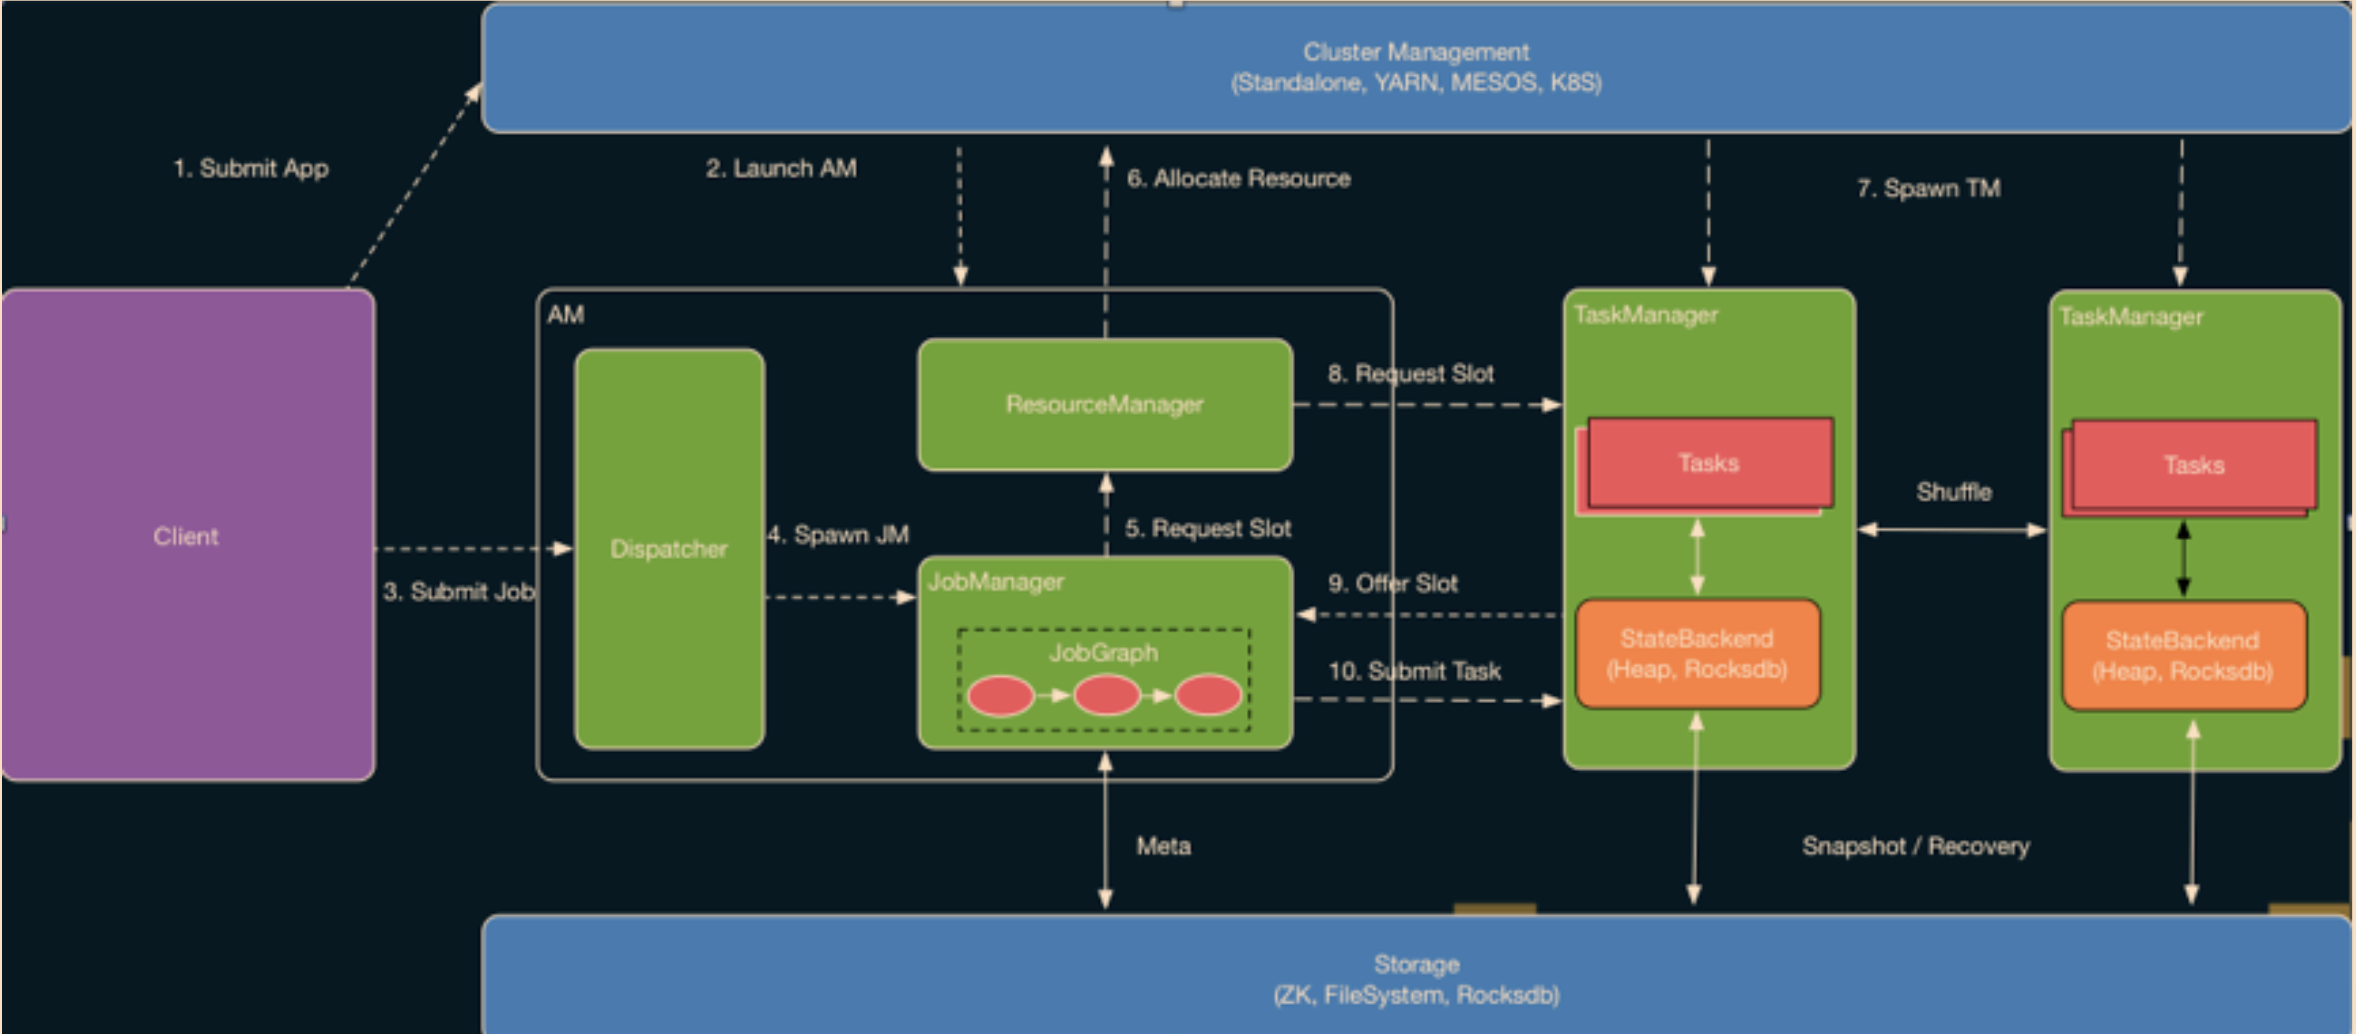 Cluster Management
(Standalone, YARN, MESOS, K8S)
1. Submit App
2. Launch AM
6. Allocate Resource
7. Spawn TM
AM
TaskManager
TaskManager
8. Request Slot
ResourceManager
Tasks
Tasks
Shuffle
Client
Dispatcher
4. Spawn JM
5. Request Slot
3. Submit Job
JobManager
9. Offer Slot
JobGraph
StateBackend
(Heap, Rocksdb)
StateBackend
(Heap, Rocksdb)
10. Submit Task
Meta
Snapshot / Recovery
Storage
(ZK, FileSystem, Rocksdb)